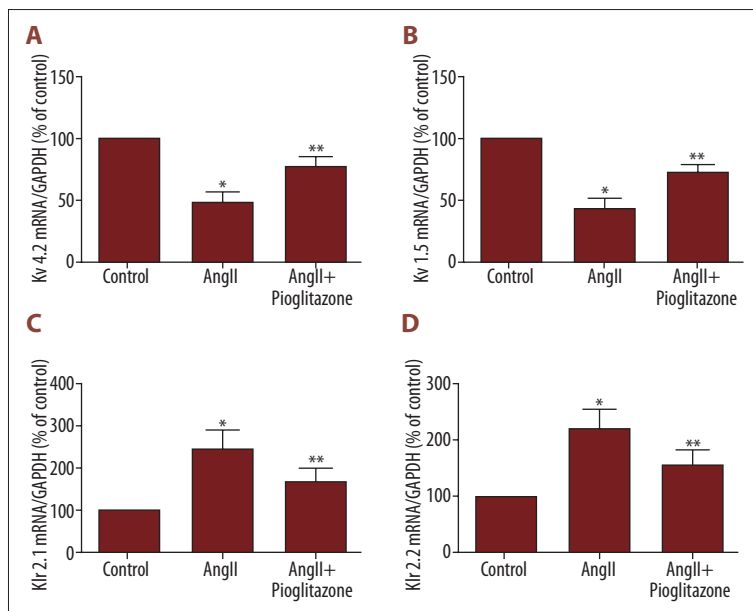 A
Kv 4.2 mRNA/GAPDH (% of control)
150
100
50
0
*
**
Control
AngII
AngII+
Pioglitazone
B
Kv 1.5 mRNA/GAPDH (% of control)
150
100
50
0
*
**
Control
AngII
AngII+
Pioglitazone
C
KIr 2.1 mRNA/GAPDH (% of control)
400
300
200
100
0
*
**
Control
AngII
AngII+
Pioglitazone
D
KIr 2.2 mRNA/GAPDH (% of control)
300
200
100
0
*
**
Control
AngII
AngII+
Pioglitazone